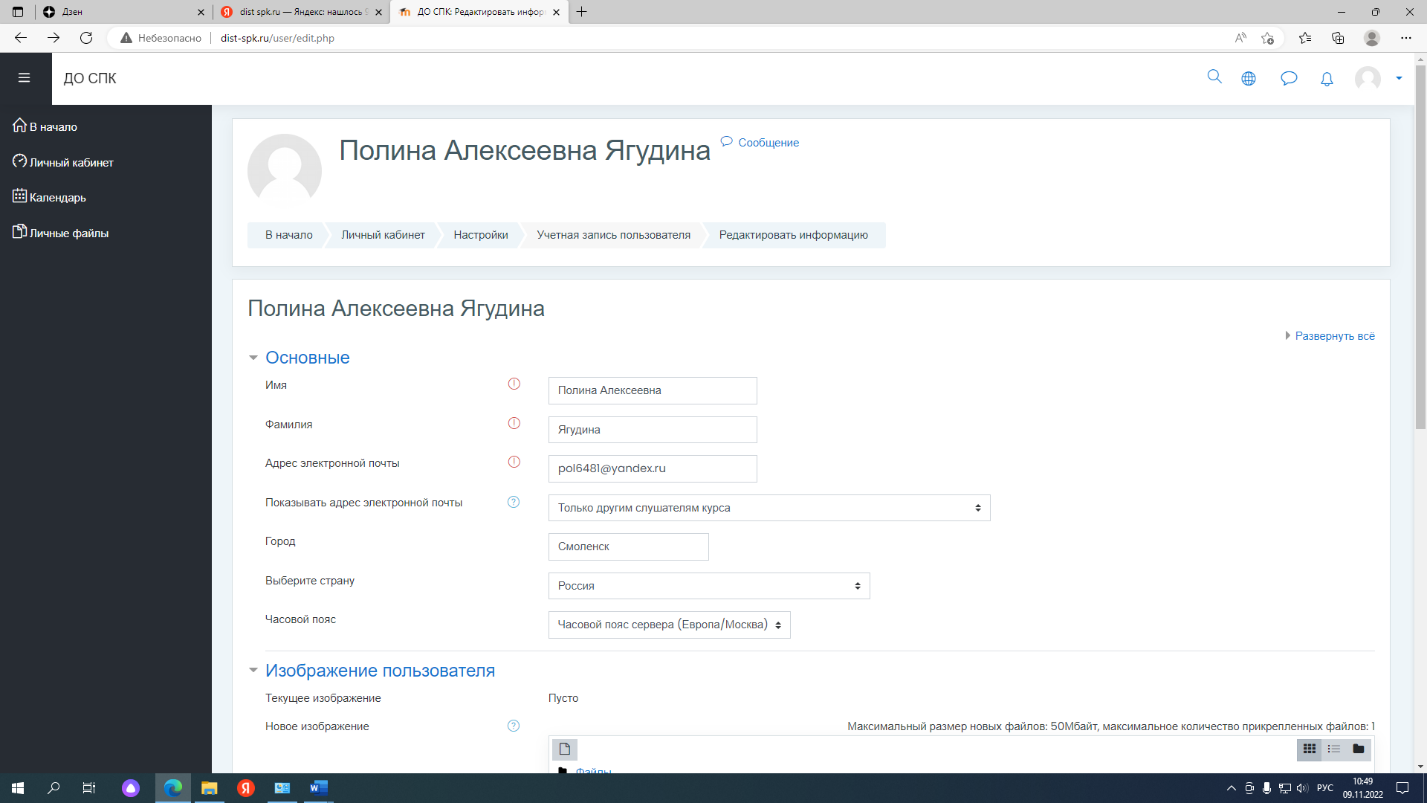 Дзен
dist spk.ru — Яндекс: нашлось
ДО СПК: Редактировать инфор
Небезопасно
dist-spk.ru/user/edit.php
ДО СПК
В начало
Личный кабинет
Календарь
Личные файлы
Полина Алексеевна Ягудина
Сообщение
В начало
Личный кабинет
Настройки
Учетная запись пользователя
Редактировать информацию
Полина Алексеевна Ягудина
Развернуть всё
Основные
Имя
Полина Алексеевна
Фамилия
Ягудина
Адрес электронной почты
pol6481@yandex.ru
Показывать адрес электронной почты
Только другим слушателям курса
Город
Смоленск
Выберите страну
Россия
Часовой пояс
Часовой пояс сервера (Европа/Москва)
Изображение пользователя
Текущее изображение
Пусто
Новое изображение
Максимальный размер новых файлов: 50Мбайт, максимальное количество прикрепленных файлов: 1
Файлы
РУС
10:49
09.11.2022